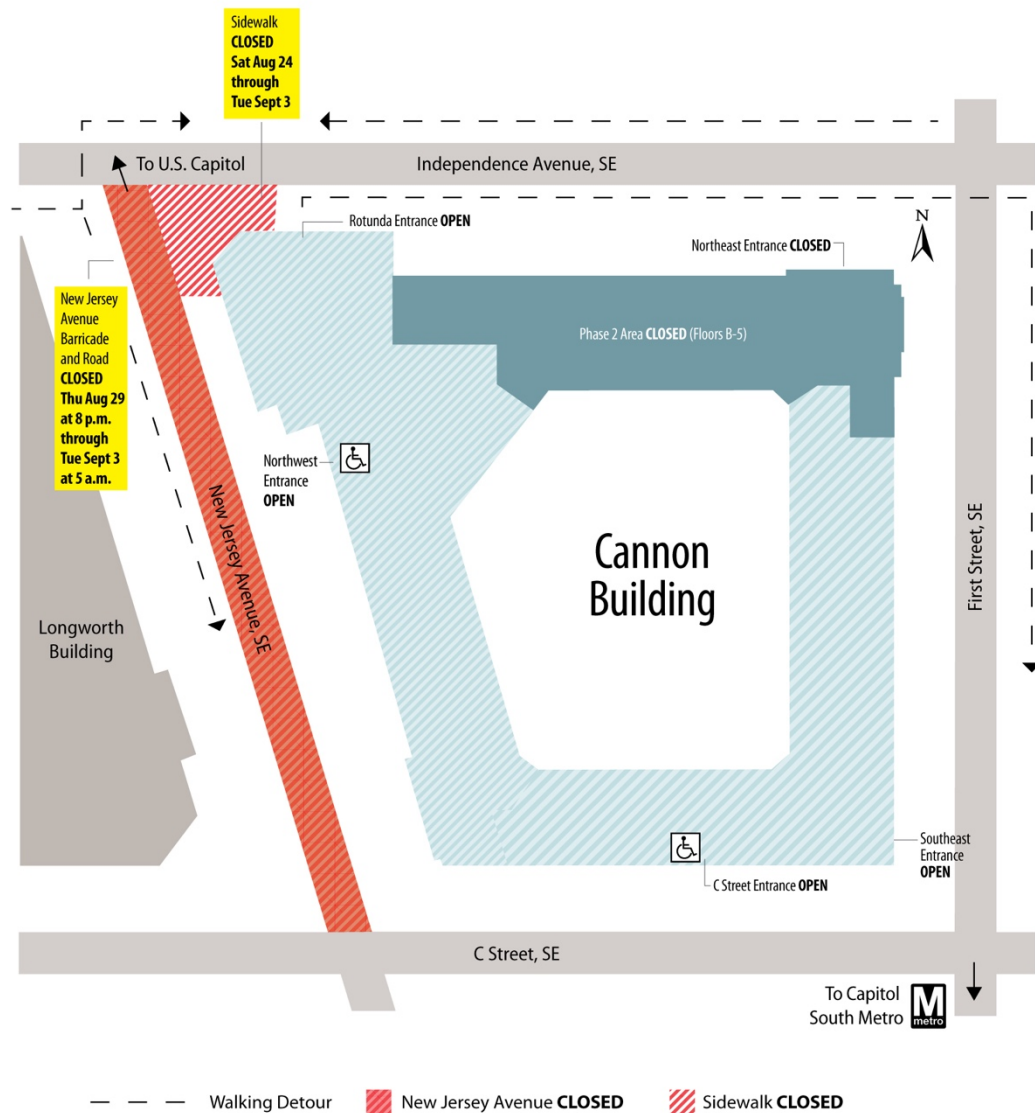 Sidewalk
CLOSED
Sat Aug 24
through
Tue Sept 3
To U.S. Capitol
Independence Avenue, SE
Rotunda Entrance OPEN
N
Northeast Entrance CLOSED
New Jersey
Avenue
Barricade
and Road
CLOSED
Thu Aug 29
at 8 p.m.
through
Tue Sept 3
at 5 a.m.
Phase 2 Area CLOSED (Floors B-5)
Northwest
Entrance
OPEN
New Jersey Avenue, SE
Cannon
Building
First Street, SE
Longworth
Building
Southeast
Entrance
OPEN
C Street Entrance OPEN
C Street, SE
To Capitol
South Metro
M
metro
Walking Detour
New Jersey Avenue CLOSED
Sidewalk CLOSED